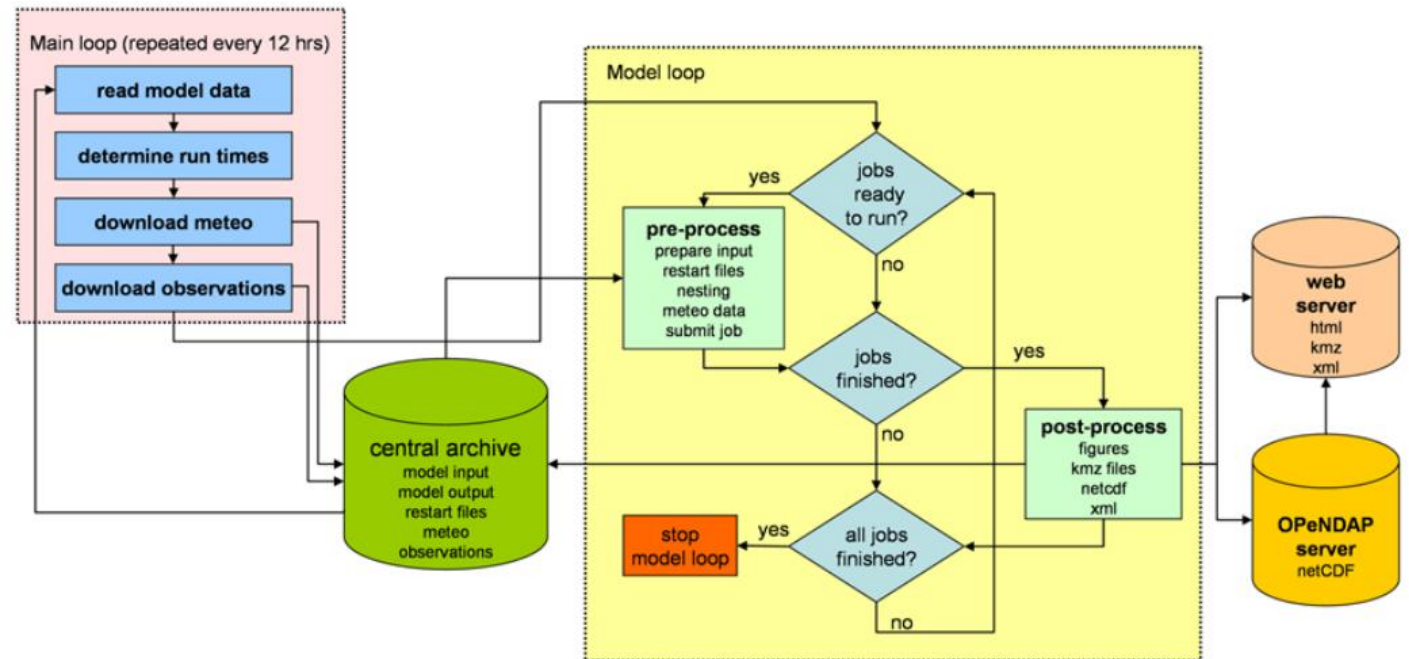 Main loop (repeated every 12 hrs)
read model data
determine run times
download meteo
download observations
central archive
model input
model output
restart files
meteo
observations
Model loop
jobs
ready
to run?
yes
no
pre-process
prepare input
restart files
nesting
meteo data
submit job
jobs
finished?
yes
no
post-process
figures
kmz files
netcdf
xml
all jobs
finished?
yes
no
stop
model loop
web
server
html
kmz
xml
OPeNDAP
server
netCDF